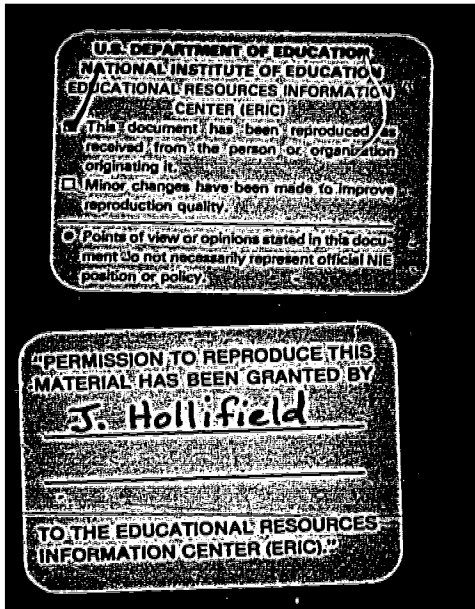 U.S. DEPARTMENT OF EDUCATION
NATIONAL INSTITUTE OF EDUCATION
EDUCATIONAL RESOURCES INFORMATION
CENTER (ERIC)
This document has been reproduced as
received from the person or organization
originating it.
☐ Minor changes have been made to improve
reproduction quality.
Points of view or opinions stated in this docu-
ment do not necessarily represent official NIE
position or policy.
"PERMISSION TO REPRODUCE THIS
MATERIAL HAS BEEN GRANTED BY
J. Hollifield
TO THE EDUCATIONAL RESOURCES
INFORMATION CENTER (ERIC)."